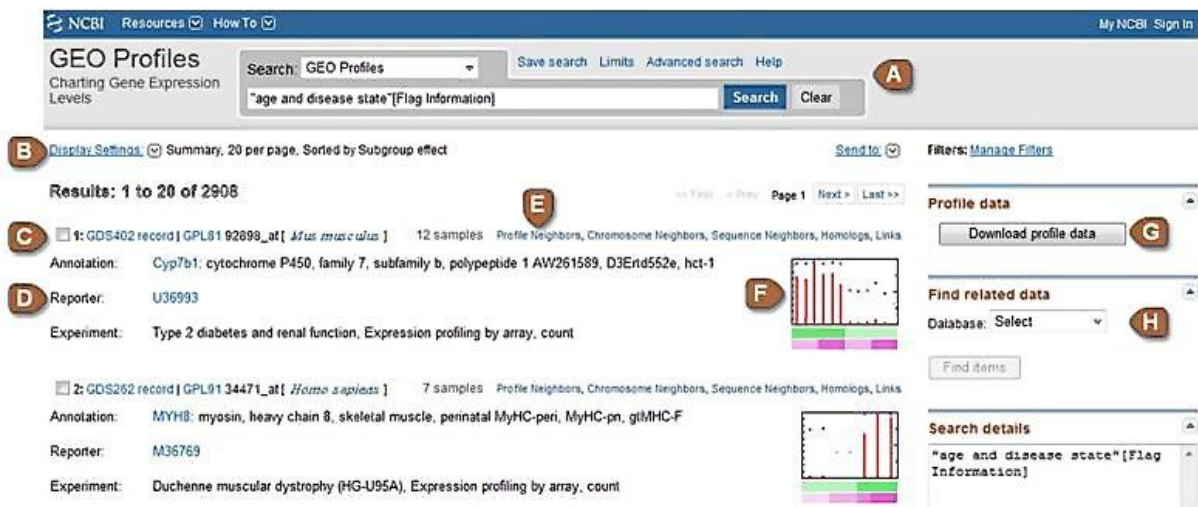 NCBI Resources How To My NCBI Sign In
GEO Profiles
Charting Gene Expression
Levels
Search: GEO Profiles
Save search Limits Advanced search Help
"age and disease state"[Flag Information]
Search Clear
A
B
Display Settings: Summary, 20 per page, Sorted by Subgroup effect
Send to:
Filters: Manage Filters
Results: 1 to 20 of 2908
<< First < Prev Page 1 Next > Last >>
E
C
1: GDS402 record | GPL81 92898_at [ Mus musculus ] 12 samples Profile Neighbors, Chromosome Neighbors, Sequence Neighbors, Homologs, Links
Annotation: Cyp7b1: cytochrome P450, family 7, subfamily b, polypeptide 1 AW261589, D3Ertd552e, hct-1
D
Reporter: U36993
F
Experiment: Type 2 diabetes and renal function, Expression profiling by array, count
2: GDS262 record | GPL91 34471_at [ Homo sapiens ] 7 samples Profile Neighbors, Chromosome Neighbors, Sequence Neighbors, Homologs, Links
Annotation: MYH8: myosin, heavy chain 8, skeletal muscle, perinatal MyHC-peri, MyHC-pn, gtMHC-F
Reporter: M36769
Experiment: Duchenne muscular dystrophy (HG-U95A), Expression profiling by array, count
Profile data
Download profile data
G
Find related data
Database: Select
H
Find items
Search details
"age and disease state"[Flag
Information]